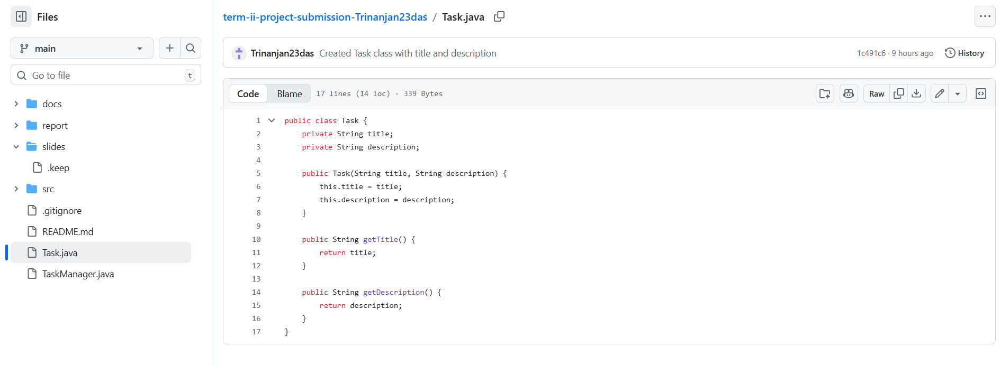 Files
main
Go to file
t
docs
report
slides
.keep
src
.gitignore
README.md
Task.java
TaskManager.java
term-ii-project-submission-Trinanjan23das / Task.java
Trinanjan23das Created Task class with title and description
1c491c6 · 9 hours ago
History
Code
Blame
17 lines (14 loc) · 339 Bytes
Raw
1 public class Task {
2     private String title;
3     private String description;
4
5     public Task(String title, String description) {
6         this.title = title;
7         this.description = description;
8     }
9
10     public String getTitle() {
11         return title;
12     }
13
14     public String getDescription() {
15         return description;
16     }
17 }